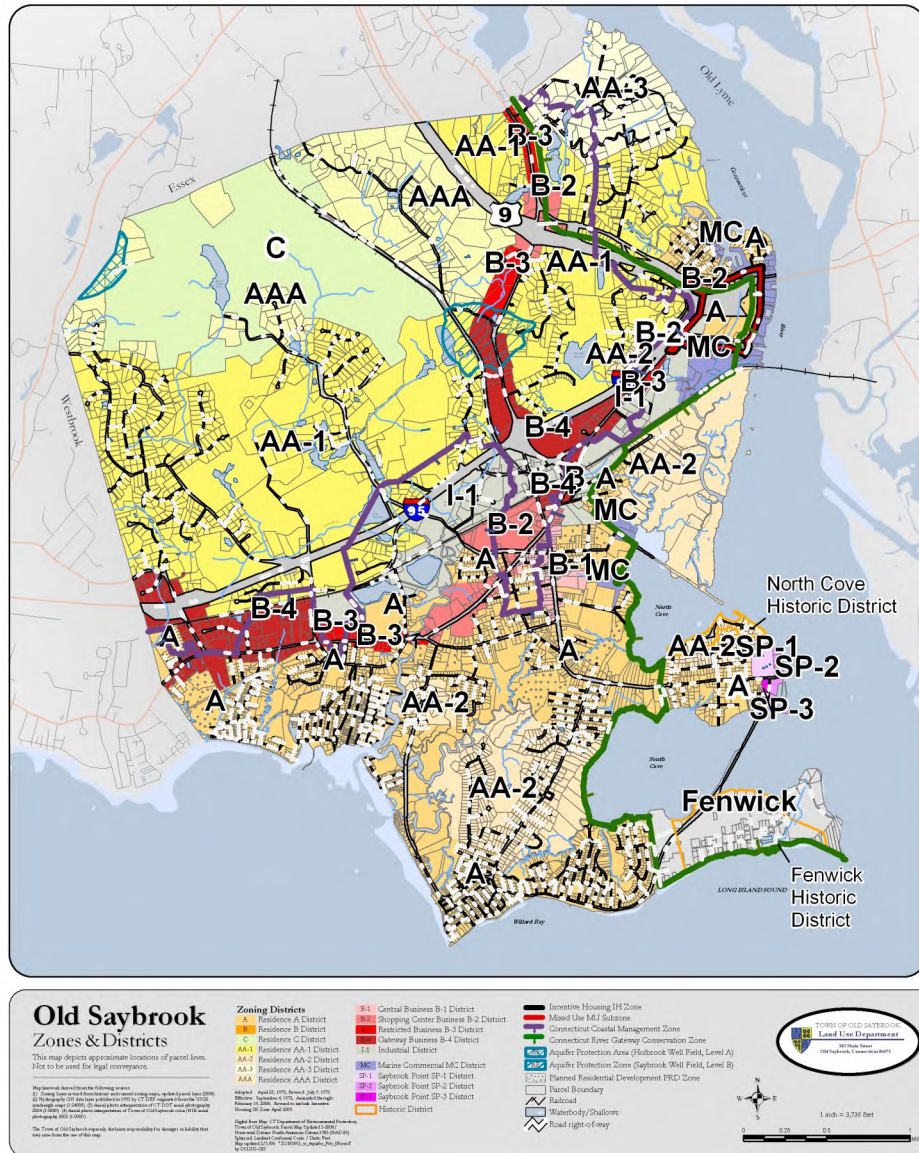 Old Lyme
AA-3
B-3
AA-1
B-2
Essex
AAA
9
C
MC
A
B-3
AA-1
B-2
AAA
A
B-2
MC
AA-2
B-3
I-1
Westbrook
B-4
AA-1
AA-2
B-4
A
I-1
95
MC
B-2
A
B-1
MC
North Cove
Historic District
A
North
Cove
B-4
A
B-3
B-3
A
A
AA-2
SP-1
SP-2
A
A
AA-2
A
SP-3
South
Cove
AA-2
Fenwick
A
Fenwick
Historic
District
LONG ISLAND SOUND
Willard Bay
Old Saybrook
Zones & Districts
This map depicts approximate locations of parcel lines.
Not to be used for legal conveyance.
Zoning Districts
A Residence A District
B Residence B District
C Residence C District
AA-1 Residence AA-1 District
AA-2 Residence AA-2 District
AA-3 Residence AA-3 District
AAA Residence AAA District
B-1 Central Business B-1 District
B-2 Shopping Center Business B-2 District
B-3 Restricted Business B-3 District
B-4 Gateway Business B-4 District
I-1 Industrial District
MC Marine Commercial MC District
SP-1 Saybrook Point SP-1 District
SP-2 Saybrook Point SP-2 District
SP-3 Saybrook Point SP-3 District
Historic District
Incentive Housing IH Zone
Mixed Use MU Subzone
Connecticut Coastal Management Zone
Connecticut River Gateway Conservation Zone
Aquifer Protection Area (Holbrook Well Field, Level A)
Aquifer Protection Zone (Saybrook Well Field, Level B)
Planned Residential Development PRD Zone
Parcel Boundary
Railroad
Waterbody/Shallows
Road right-of-way
TOWN OF OLD SAYBROOK
Land Use Department
302 Main Street
Old Saybrook, Connecticut 06475
1 inch = 3,736 feet